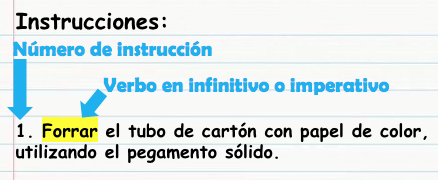 Instrucciones:
Número de instrucción
Verbo en infinitivo o imperativo
1. Forrar el tubo de cartón con papel de color,
utilizando el pegamento sólido.